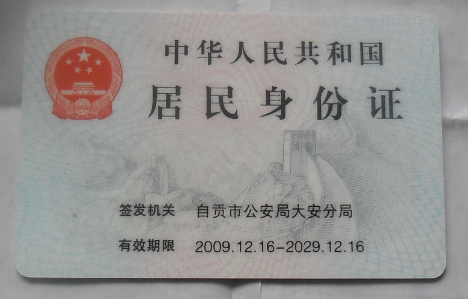 中华人民共和国
居民身份证
签发机关 自贡市公安局大安分局
有效期限 2009.12.16-2029.12.16